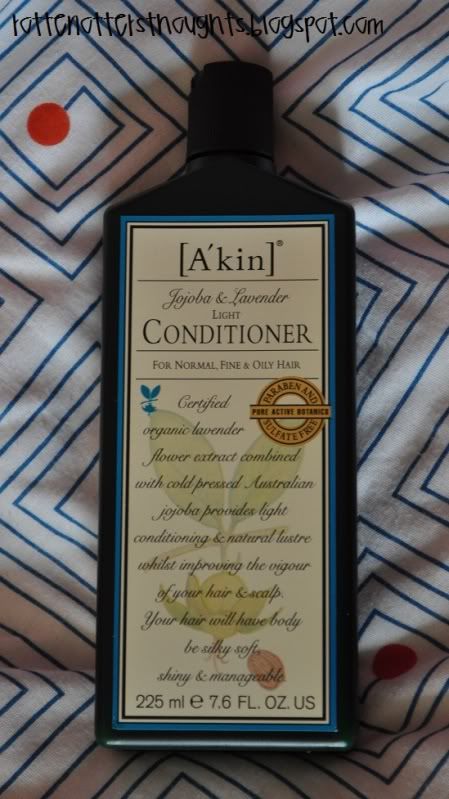 rottenottersthoughts.blogspot.com
[A'kin]®
Jojoba & Lavender
LIGHT
CONDITIONER
FOR NORMAL, FINE & OILY HAIR
PARABEN AND
PURE ACTIVE BOTANICS
SULFATE FREE
Certified
organic lavender
flower extract combined
with cold pressed Australian
jojoba provides light
conditioning & natural lustre
whilst improving the vigour
of your hair & scalp.
Your hair will have body
be silky soft,
shiny & manageable.
225 ml ℮ 7.6 FL. OZ. US